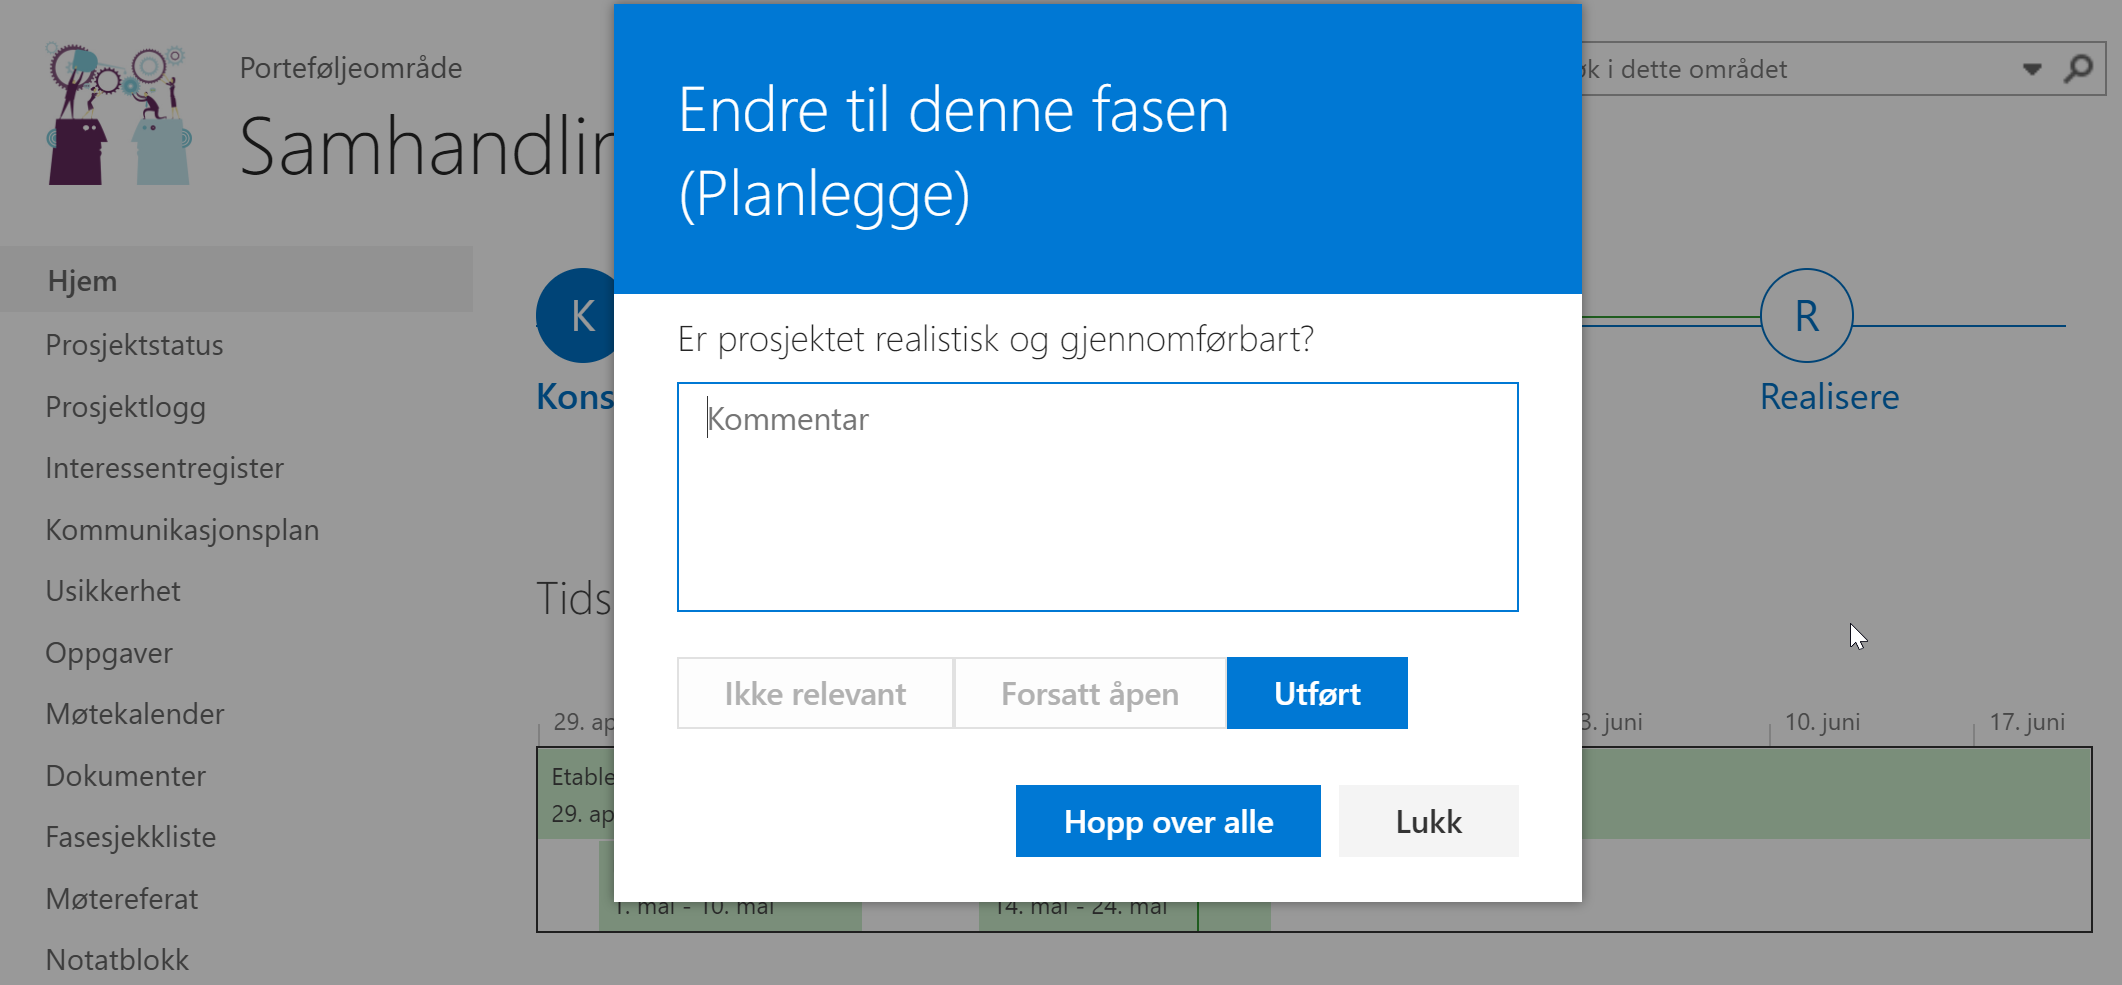 Porteføljeområde
Samhandlin
k i dette området
Endre til denne fasen
(Planlegge)
Hjem
Prosjektstatus
Prosjektlogg
Interessentregister
Kommunikasjonsplan
Usikkerhet
Oppgaver
Møtekalender
Dokumenter
Fasesjekkliste
Møtereferat
Notatblokk
K
Kons
R
Realisere
Er prosjektet realistisk og gjennomførbart?
Kommentar
Ikke relevant
Forsatt åpen
Utført
Hopp over alle
Lukk
Tids
29. ap
3. juni
10. juni
17. juni
Etable
29. ap
1. mai - 10. mai
14. mai - 24. mai